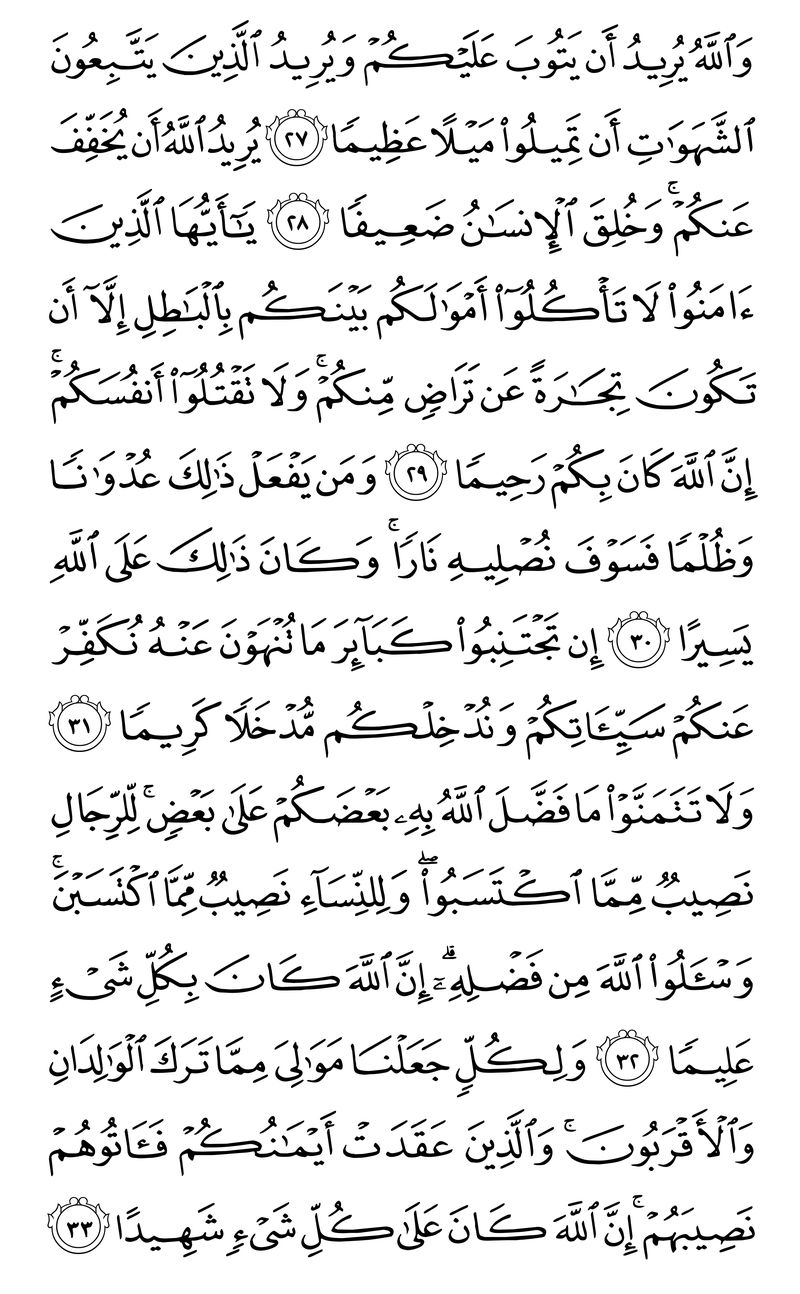 وَٱللَّهُ يُرِيدُ أَن يَتُوبَ عَلَيْكُمْ وَيُرِيدُ ٱلَّذِينَ يَتَّبِعُونَ
ٱلشَّهَوَٰتِ أَن تَمِيلُوا۟ مَيْلًا عَظِيمًا ٢٧ يُرِيدُ ٱللَّهُ أَن يُخَفِّفَ
عَنكُمْ ۚ وَخُلِقَ ٱلْإِنسَٰنُ ضَعِيفًا ٢٨ يَٰٓأَيُّهَا ٱلَّذِينَ
ءَامَنُوا۟ لَا تَأْكُلُوٓا۟ أَمْوَٰلَكُم بَيْنَكُم بِٱلْبَٰطِلِ إِلَّآ أَن
تَكُونَ تِجَٰرَةً عَن تَرَاضٍ مِّنكُمْ ۚ وَلَا تَقْتُلُوٓا۟ أَنفُسَكُمْ ۚ
إِنَّ ٱللَّهَ كَانَ بِكُمْ رَحِيمًا ٢٩ وَمَن يَفْعَلْ ذَٰلِكَ عُدْوَٰنًا
وَظُلْمًا فَسَوْفَ نُصْلِيهِ نَارًا ۚ وَكَانَ ذَٰلِكَ عَلَى ٱللَّهِ
يَسِيرًا ٣٠ إِن تَجْتَنِبُوا۟ كَبَآئِرَ مَا تُنْهَوْنَ عَنْهُ نُكَفِّرْ
عَنكُمْ سَيِّـَٔاتِكُمْ وَنُدْخِلْكُم مُّدْخَلًا كَرِيمًا ٣١
وَلَا تَتَمَنَّوْا۟ مَا فَضَّلَ ٱللَّهُ بِهِۦ بَعْضَكُمْ عَلَىٰ بَعْضٍ ۚ لِّلرِّجَالِ
نَصِيبٌ مِّمَّا ٱكْتَسَبُوا۟ ۖ وَلِلنِّسَآءِ نَصِيبٌ مِّمَّا ٱكْتَسَبْنَ ۚ
وَسْـَٔلُوا۟ ٱللَّهَ مِن فَضْلِهِۦٓ ۗ إِنَّ ٱللَّهَ كَانَ بِكُلِّ شَىْءٍ
عَلِيمًا ٣٢ وَلِكُلٍّ جَعَلْنَا مَوَٰلِىَ مِمَّا تَرَكَ ٱلْوَٰلِدَانِ
وَٱلْأَقْرَبُونَ ۚ وَٱلَّذِينَ عَقَدَتْ أَيْمَٰنُكُمْ فَـَٔاتُوهُمْ
نَصِيبَهُمْ ۚ إِنَّ ٱللَّهَ كَانَ عَلَىٰ كُلِّ شَىْءٍ شَهِيدًا ٣٣